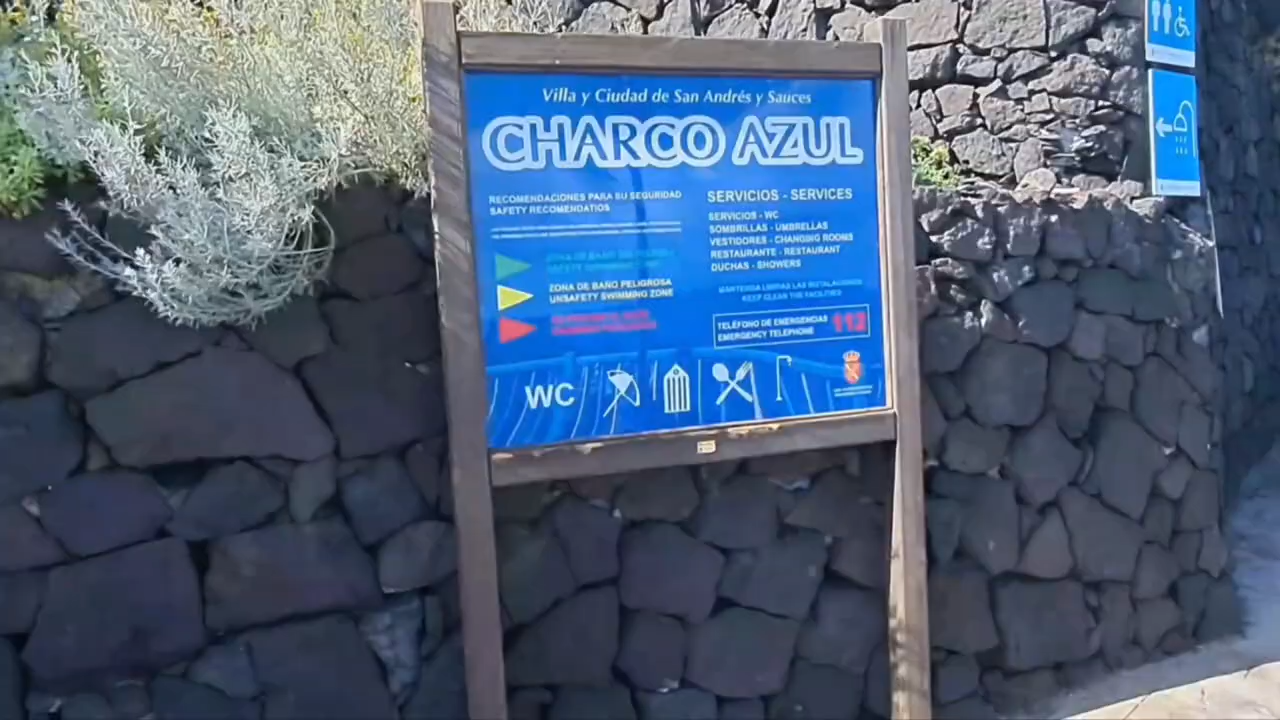 Villa y Ciudad de San Andrés y Sauces
CHARCO AZUL
RECOMENDACIONES PARA SU SEGURIDAD
SAFETY RECOMENDATIOS
ZONA DE BAÑO PELIGROSA
UNSAFETY SWIMMING ZONE
SERVICIOS - SERVICES
SERVICIOS - WC
SOMBRILLAS - UMBRELLAS
VESTIDORES - CHANGING ROOMS
RESTAURANTE - RESTAURANT
DUCHAS - SHOWERS
MANTENGA LIMPIAS LAS INSTALACIONES
KEEP CLEAN THE FACILITIES
TELÉFONO DE EMERGENCIAS 112
EMERGENCY TELEPHONE
WC